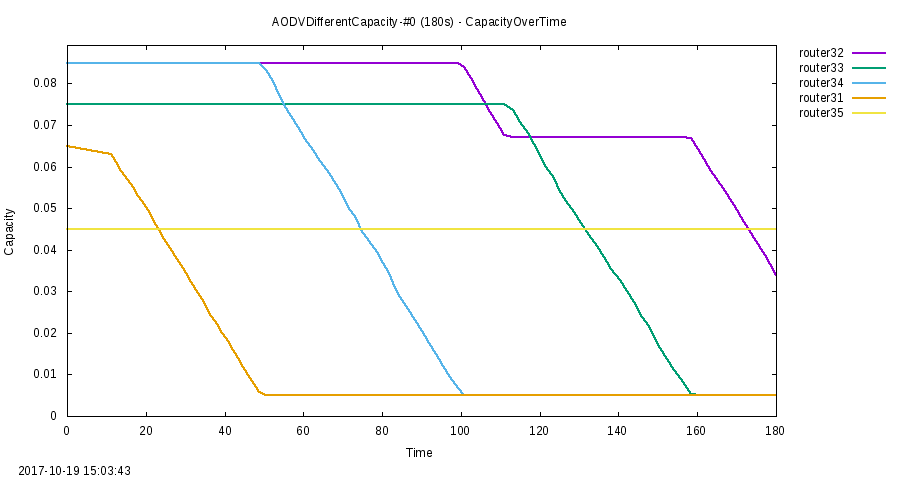 AODVDifferentCapacity-#0 (180s) - CapacityOverTime
router32
router33
router34
router31
router35
0.08
0.07
0.06
0.05
0.04
0.03
0.02
0.01
0
Capacity
0 20 40 60 80 100 120 140 160 180
Time
2017-10-19 15:03:43